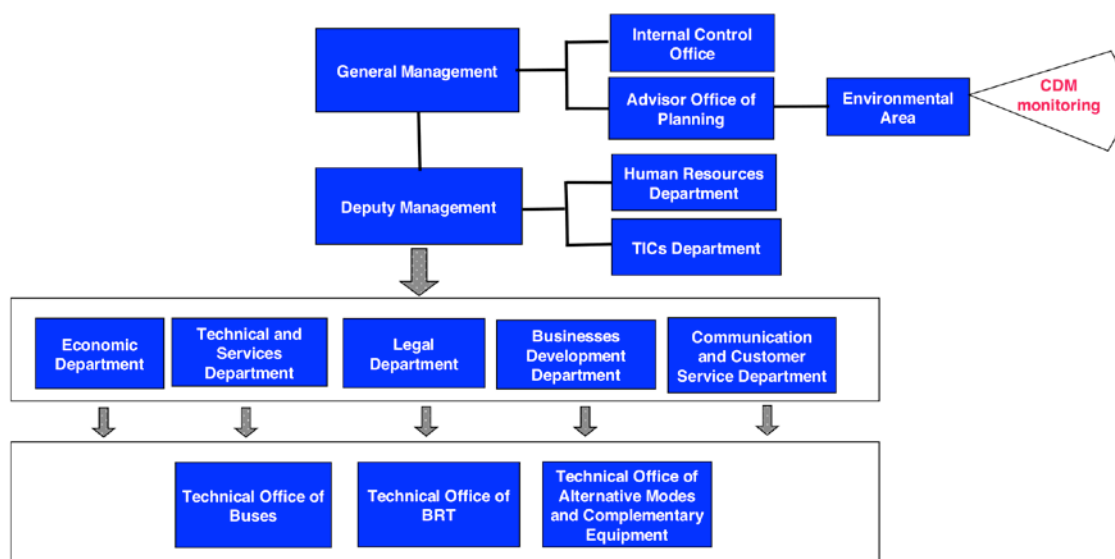 Internal Control
Office
General Management
Advisor Office of
Planning
Environmental
Area
CDM
monitoring
Human Resources
Department
Deputy Management
TICs Department
Economic
Department
Technical and
Services
Department
Legal
Department
Businesses
Development
Department
Communication
and Customer
Service Department
Technical Office of
Buses
Technical Office of
BRT
Technical Office of
Alternative Modes
and Complementary
Equipment